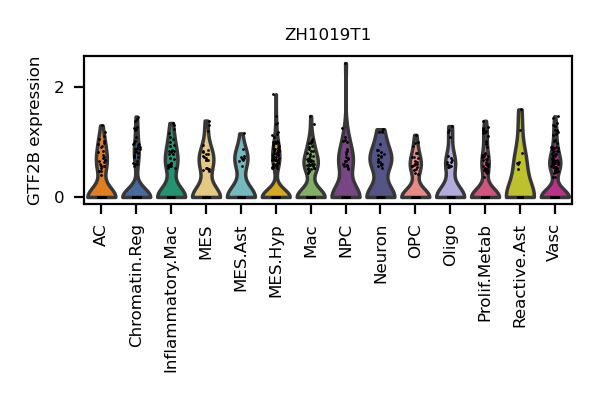 ZH1019T1
GTF2B expression
2
0
AC
Chromatin.Reg
Inflammatory.Mac
MES
MES.Ast
MES.Hyp
Mac
NPC
Neuron
OPC
Oligo
Prolif.Metab
Reactive.Ast
Vasc